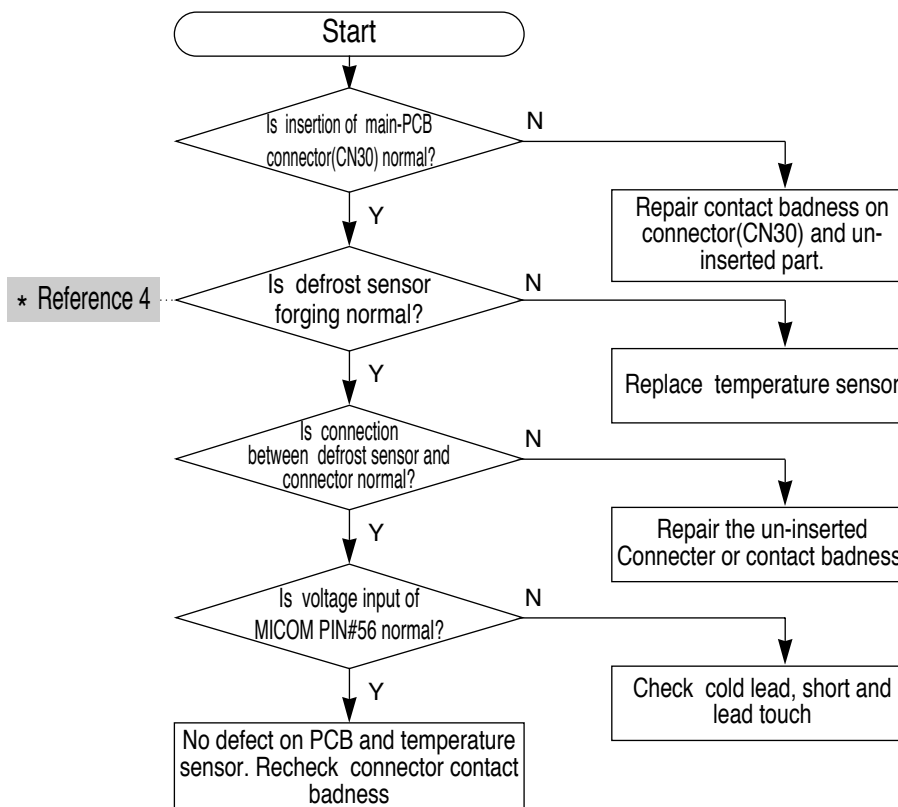 Start
Is insertion of main-PCB
connector(CN30) normal?
N
Y
Repair contact badness on
connector(CN30) and un-
inserted part.
* Reference 4
Is defrost sensor
forging normal?
N
Y
Replace temperature sensor
Is connection
between defrost sensor and
connector normal?
N
Y
Repair the un-inserted
Connecter or contact badness
Is voltage input of
MICOM PIN#56 normal?
N
Y
Check cold lead, short and
lead touch
No defect on PCB and temperature
sensor. Recheck connector contact
badness